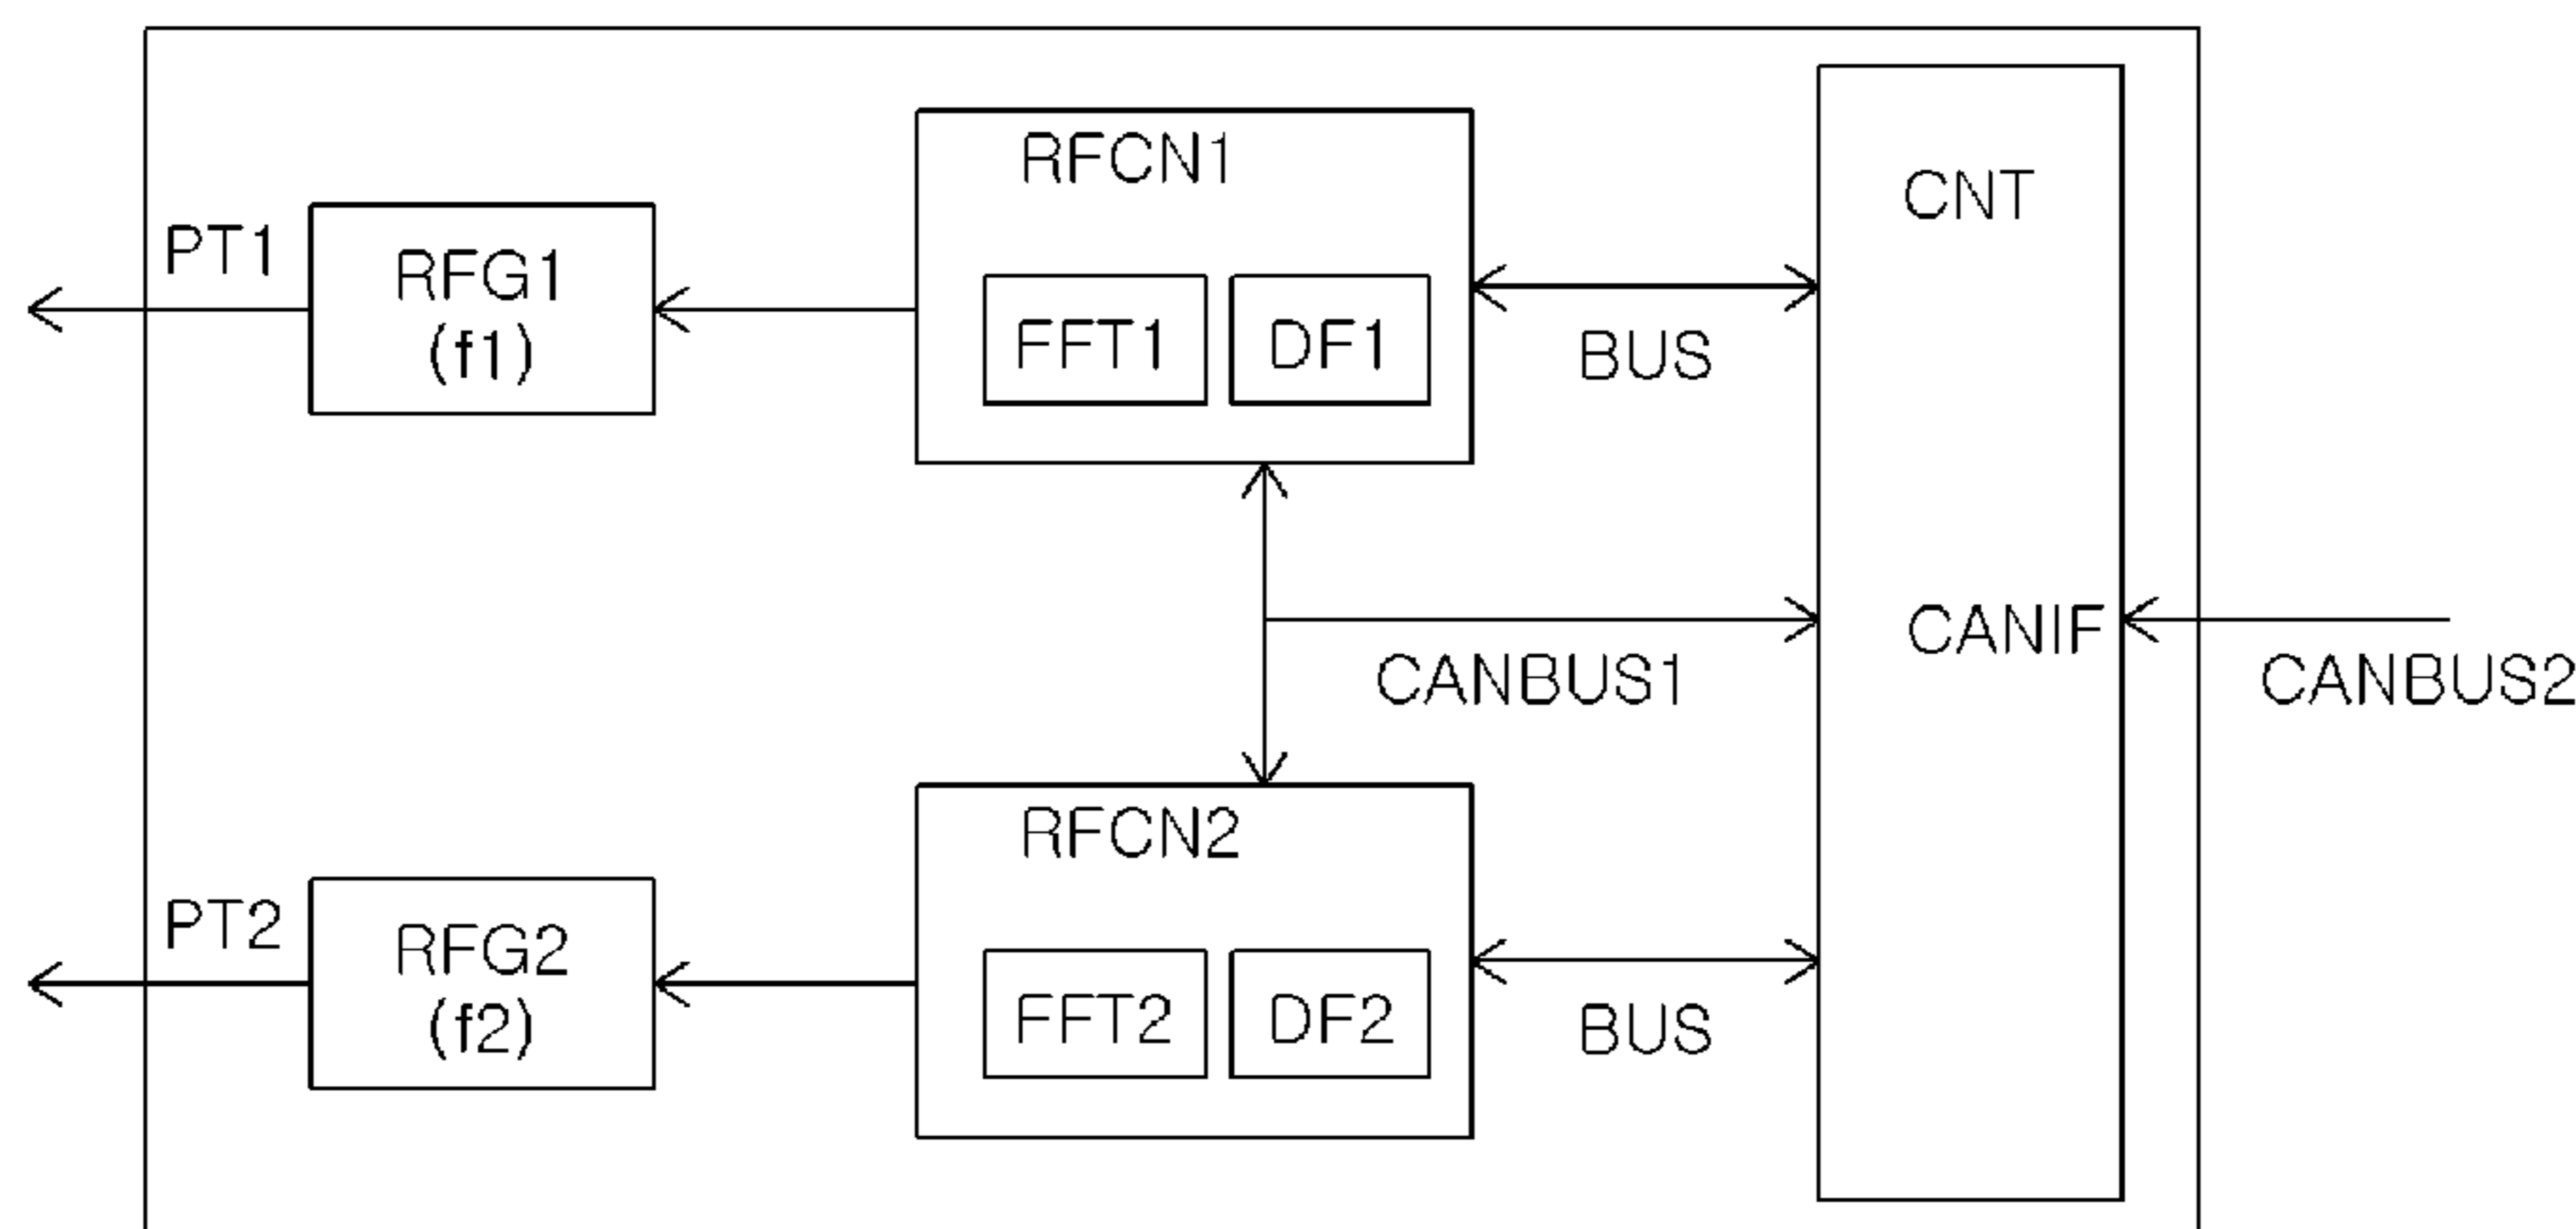 RFCN1
CNT
PT1
RFG1
(f1)
FFT1
DF1
BUS
CANIF
CANBUS1
CANBUS2
RFCN2
PT2
RFG2
(f2)
FFT2
DF2
BUS